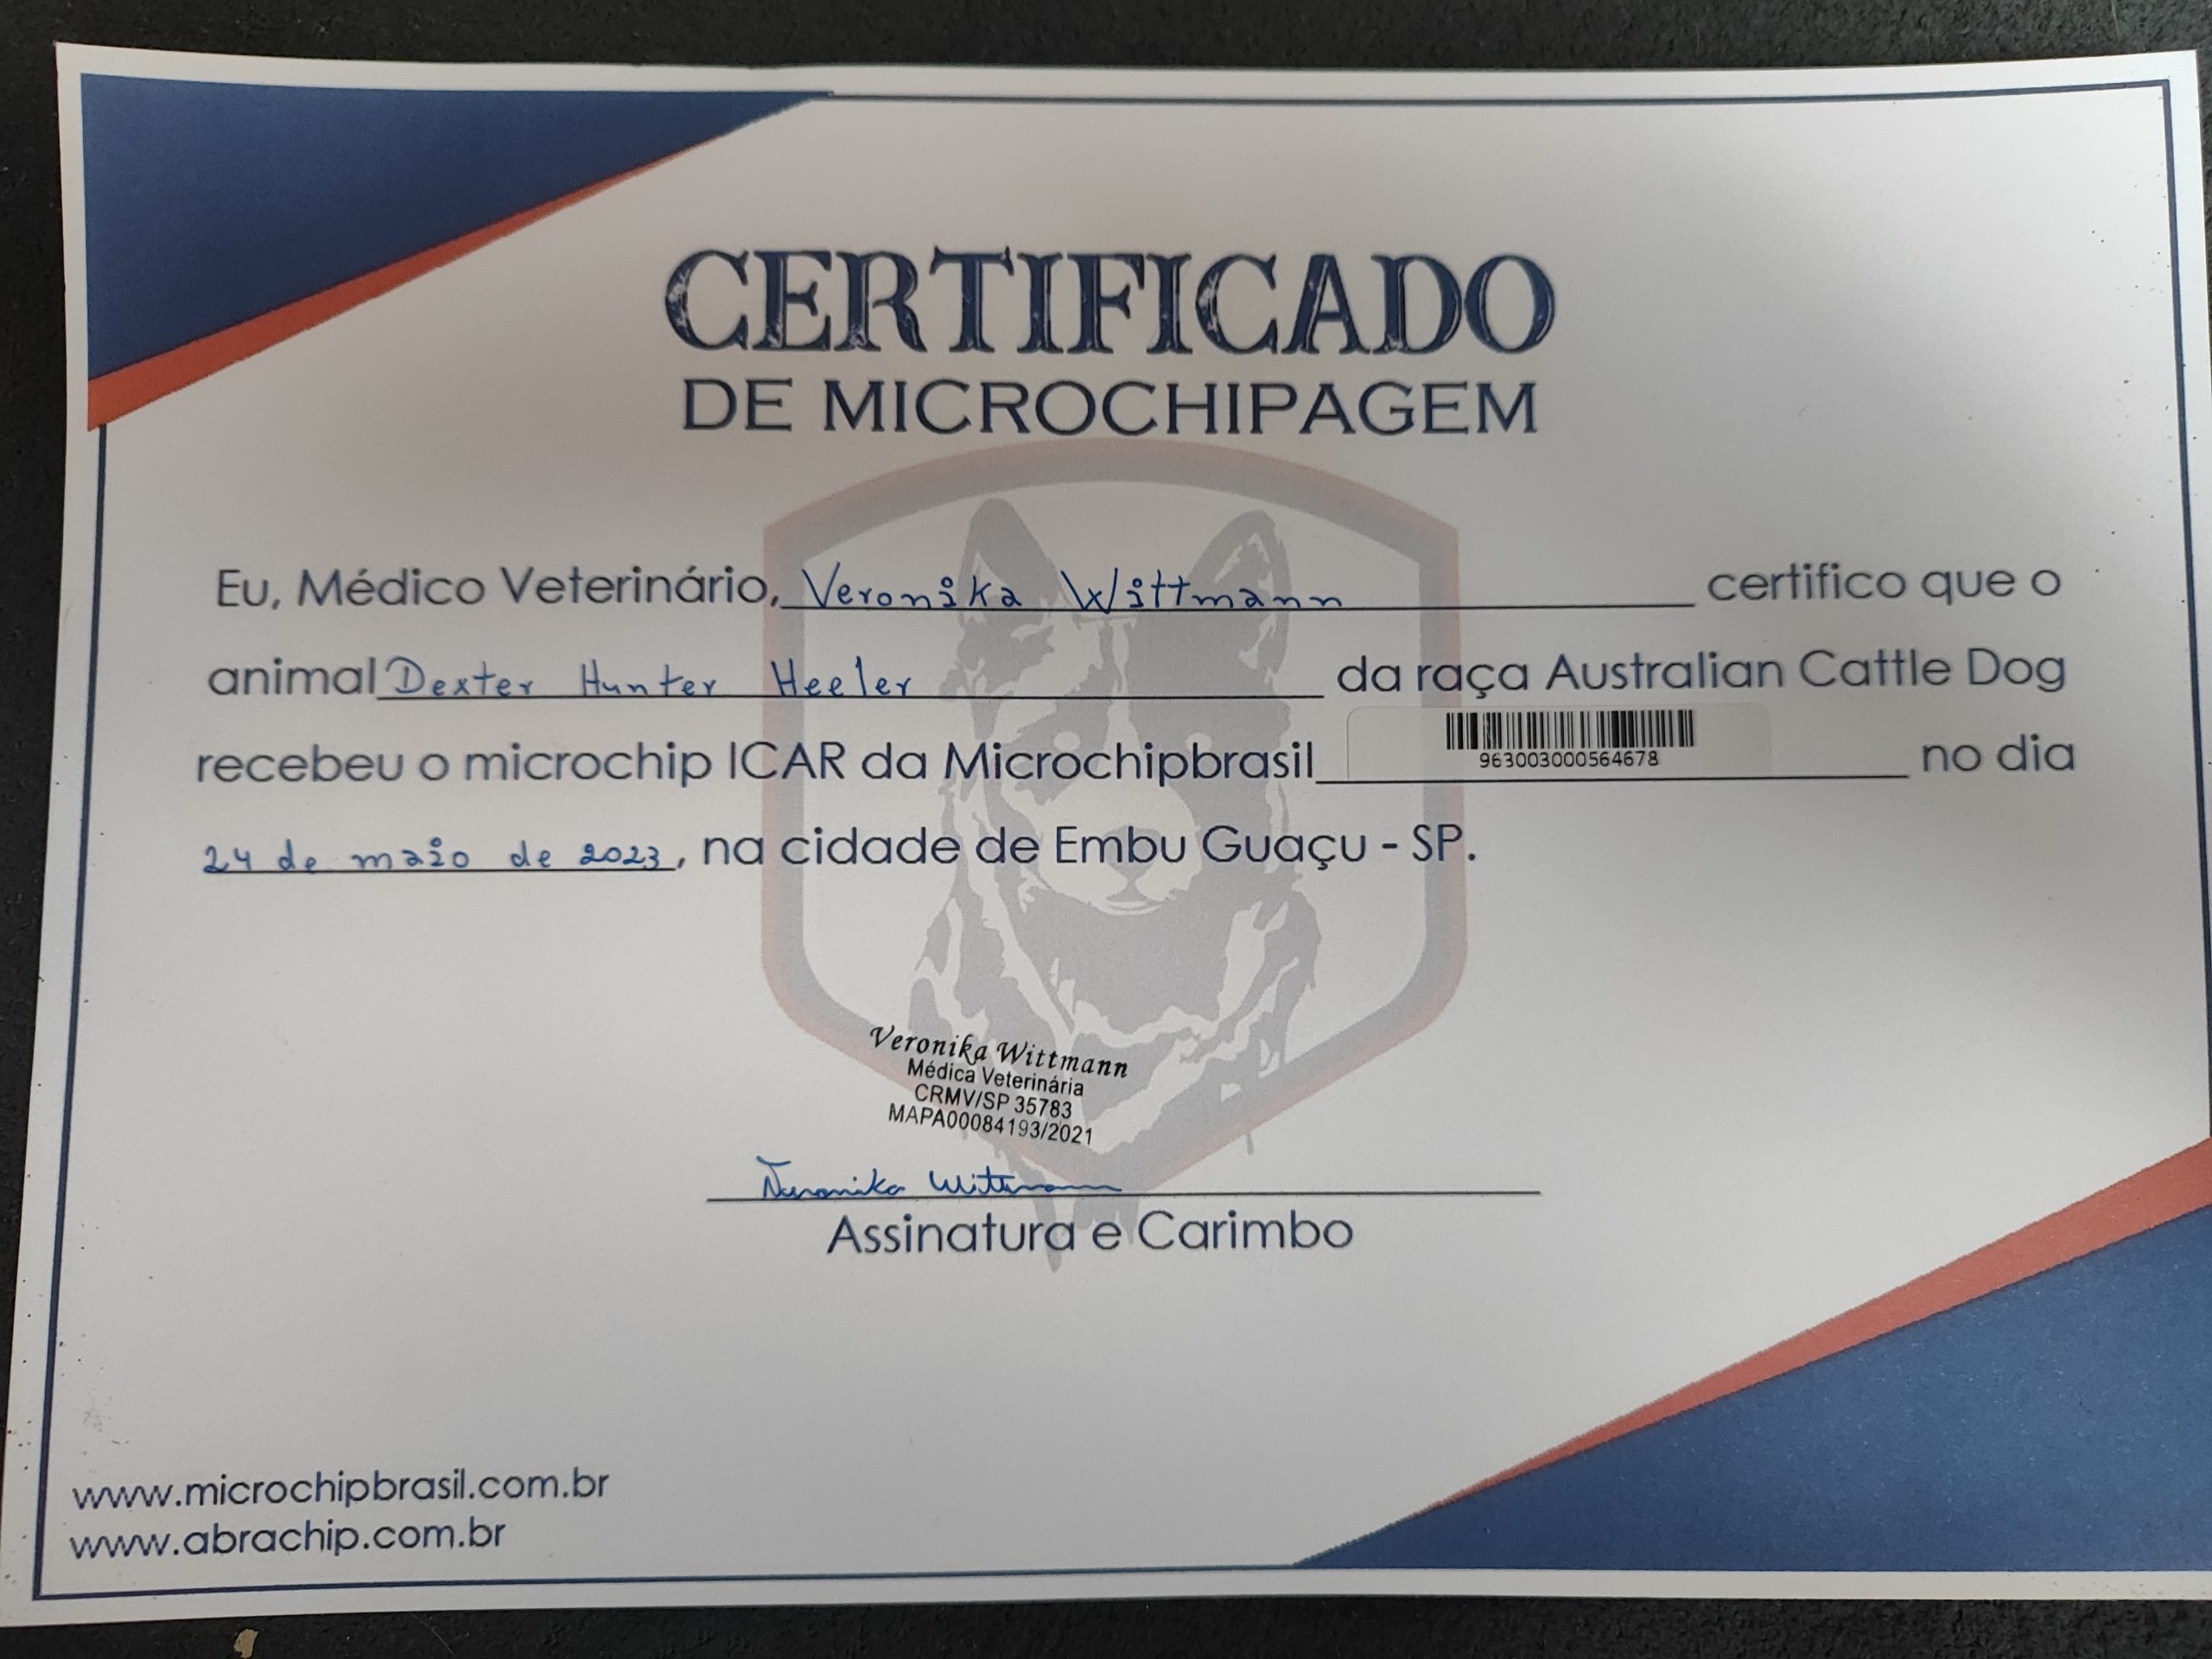 CERTIFICADO
DE MICROCHIPAGEM
Eu, Médico Veterinário, Veronika Wittmann certifico que o
animal Dexter Hunter Heeler da raça Australian Cattle Dog
recebeu o microchip ICAR da Microchipbrasil 963003000564678 no dia
24 de maio de 2023, na cidade de Embu Guaçu - SP.
Veronika Wittmann
Médica Veterinária
CRMV/SP 35783
MAPA00084193/2021
Veronika Wittmann
Assinatura e Carimbo
www.microchipbrasil.com.br
www.abrachip.com.br